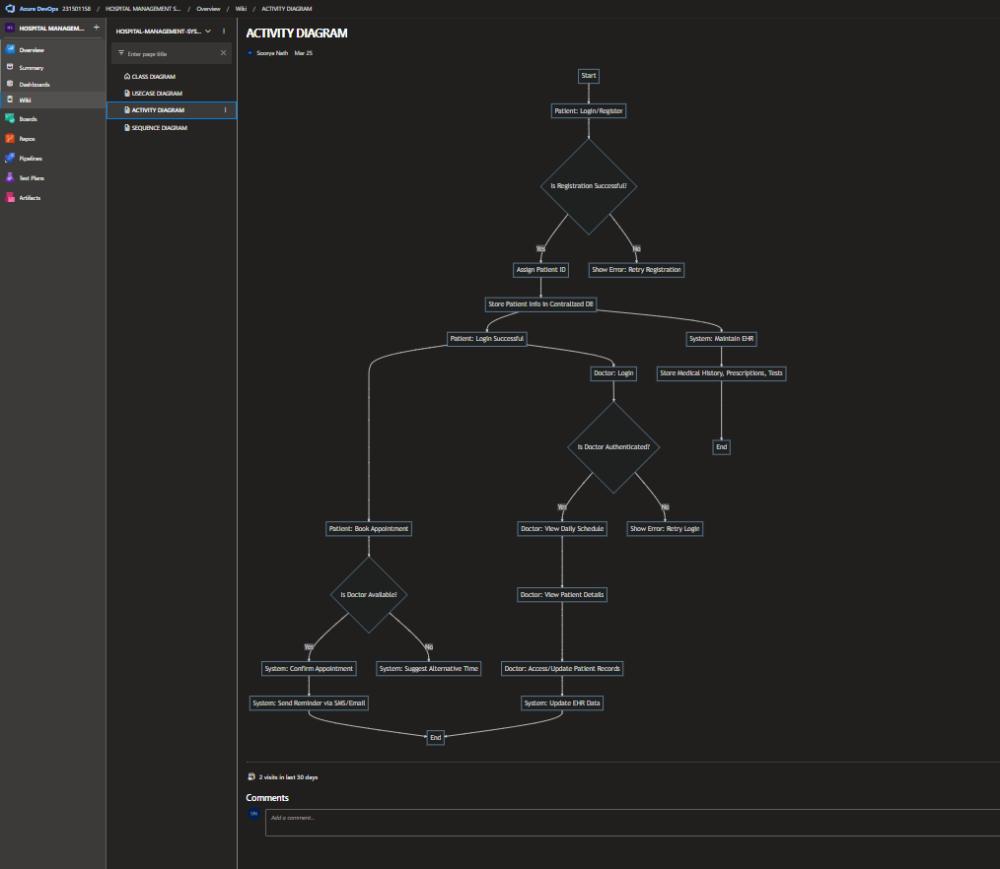 Azure DevOps 231501158 / HOSPITAL MANAGEMENT S... / Overview / Wiki / ACTIVITY DIAGRAM
HOSPITAL MANAGEM... +
Overview
Summary
Dashboards
Wiki
Boards
Repos
Pipelines
Test Plans
Artifacts
HOSPITAL-MANAGEMENT-SYS...
Enter page title
CLASS DIAGRAM
USECASE DIAGRAM
ACTIVITY DIAGRAM
SEQUENCE DIAGRAM
ACTIVITY DIAGRAM
Soorya Nath Mar 25
Start
Patient: Login/Register
Is Registration Successful?
Yes
No
Assign Patient ID
Show Error: Retry Registration
Store Patient Info in Centralized DB
Patient: Login Successful
System: Maintain EHR
Doctor: Login
Store Medical History, Prescriptions, Tests
Is Doctor Authenticated?
End
Yes
No
Patient: Book Appointment
Doctor: View Daily Schedule
Show Error: Retry Login
Is Doctor Available?
Doctor: View Patient Details
Yes
No
System: Confirm Appointment
System: Suggest Alternative Time
Doctor: Access/Update Patient Records
System: Send Reminder via SMS/Email
System: Update EHR Data
End
2 visits in last 30 days
Comments
SN
Add a comment...